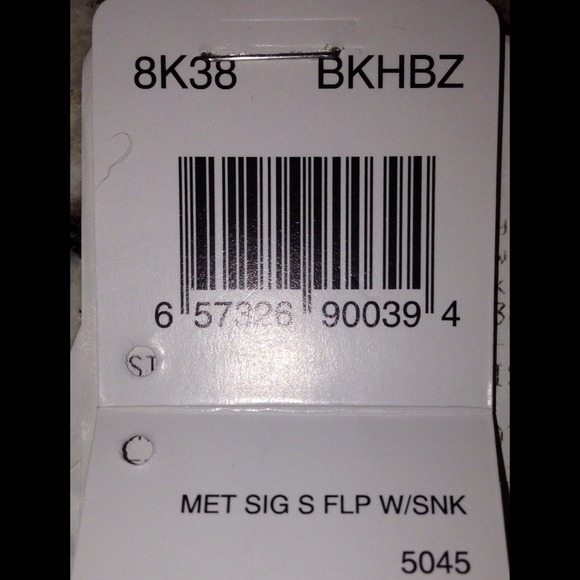 8K38 BKHBZ
6 57326 90039 4
MET SIG S FLP W/SNK
5045